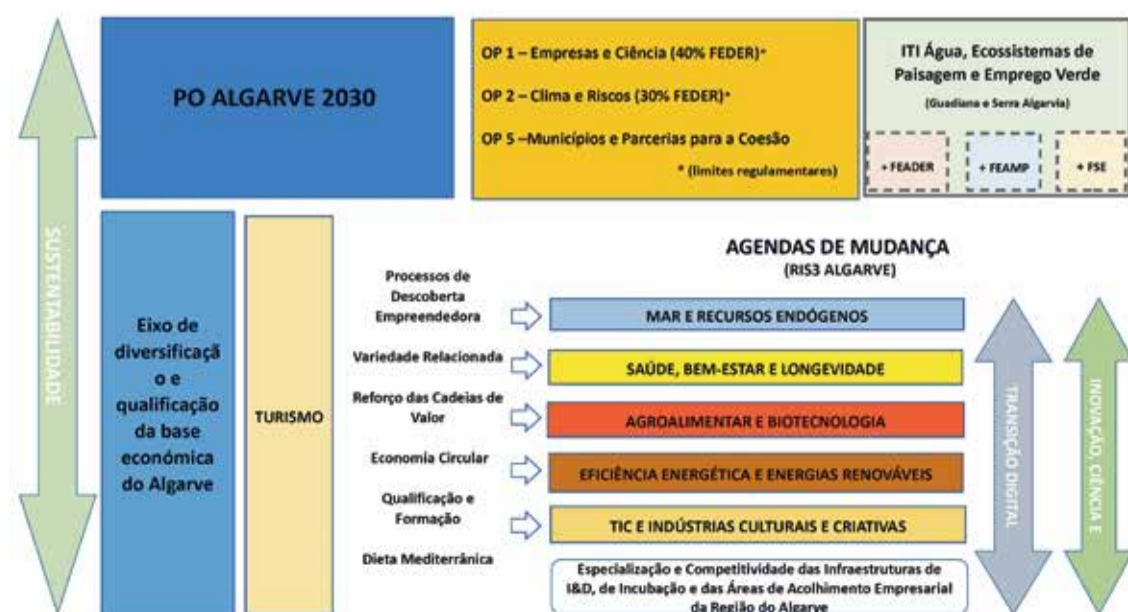 PO ALGARVE 2030
OP 1 – Empresas e Ciência (40% FEDER)*
OP 2 – Clima e Riscos (30% FEDER)*
OP 5 –Municípios e Parcerias para a Coesão
* (limites regulamentares)
ITI Água, Ecossistemas de
Paisagem e Emprego Verde
(Guadiana e Serra Algarvia)
+ FEADER
+ FEAMP
+ FSE
SUSTENTABILIDADE
Eixo de
diversificaçã
o e
qualificação
da base
económica
do Algarve
TURISMO
Processos de
Descoberta
Empreendedora
Variedade Relacionada
Reforço das Cadeias de
Valor
Economia Circular
Qualificação e
Formação
Dieta Mediterrânica
AGENDAS DE MUDANÇA
(RIS3 ALGARVE)
MAR E RECURSOS ENDÓGENOS
SAÚDE, BEM-ESTAR E LONGEVIDADE
AGROALIMENTAR E BIOTECNOLOGIA
EFICIÊNCIA ENERGÉTICA E ENERGIAS RENOVÁVEIS
TIC E INDÚSTRIAS CULTURAIS E CRIATIVAS
Especialização e Competitividade das Infraestruturas de
I&D, de Incubação e das Áreas de Acolhimento Empresarial
da Região do Algarve
TRANSIÇÃO DIGITAL
INOVAÇÃO, CIÊNCIA E